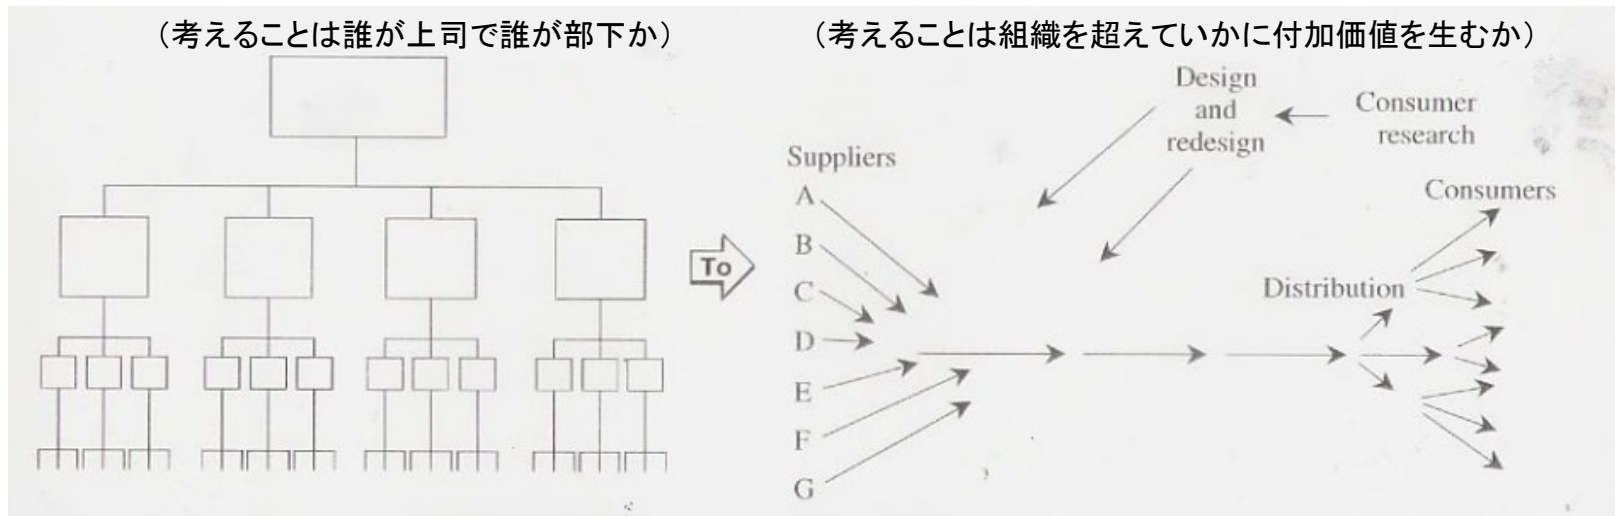 （考えることは誰が上司で誰が部下か）
（考えることは組織を超えていかに付加価値を生むか）
To
Design
and
redesign
Consumer
research
Suppliers
A
B
C
D
E
F
G
Consumers
Distribution